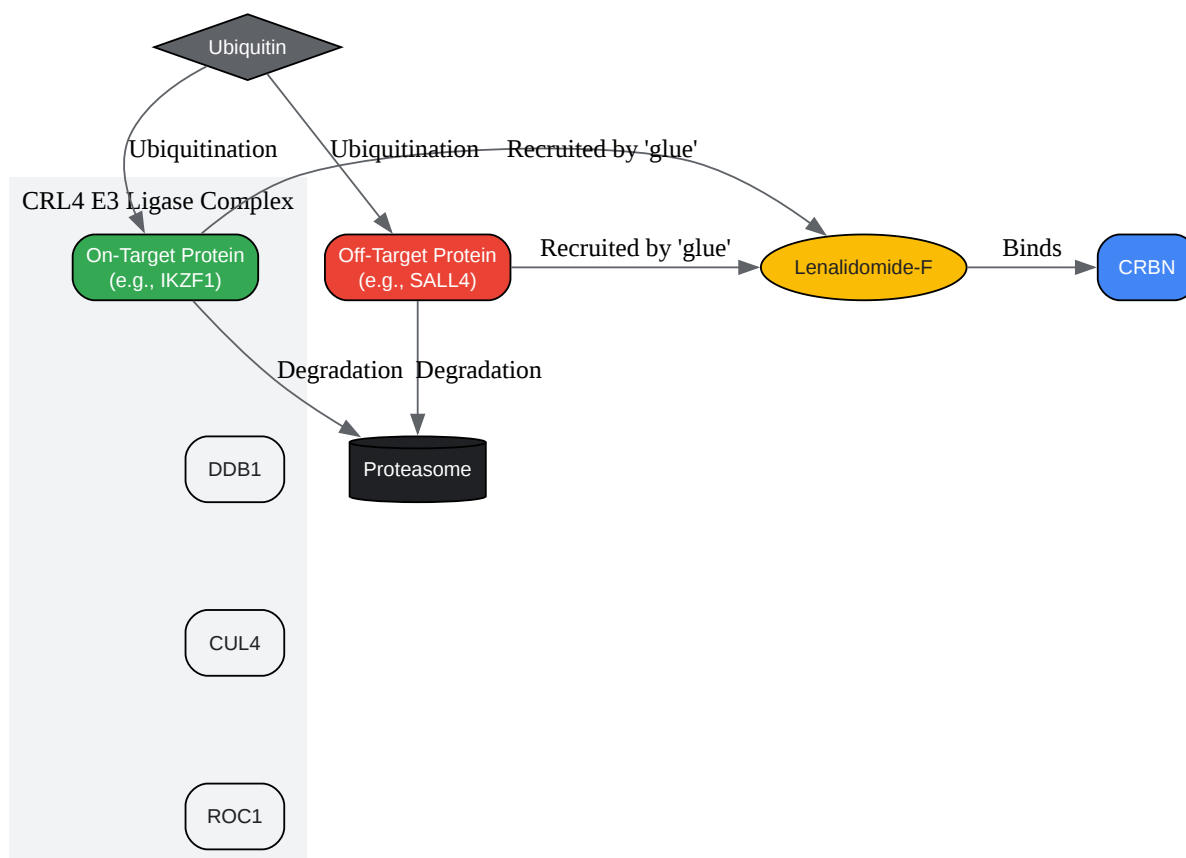 Ubiquitin
Ubiquitination
Ubiquitination
Recruited by 'glue'
CRL4 E3 Ligase Complex
On-Target Protein
(e.g., IKZF1)
Off-Target Protein
(e.g., SALL4)
Recruited by 'glue'
Lenalidomide-F
Binds
CRBN
Degradation
Degradation
DDB1
Proteasome
CUL4
ROC1